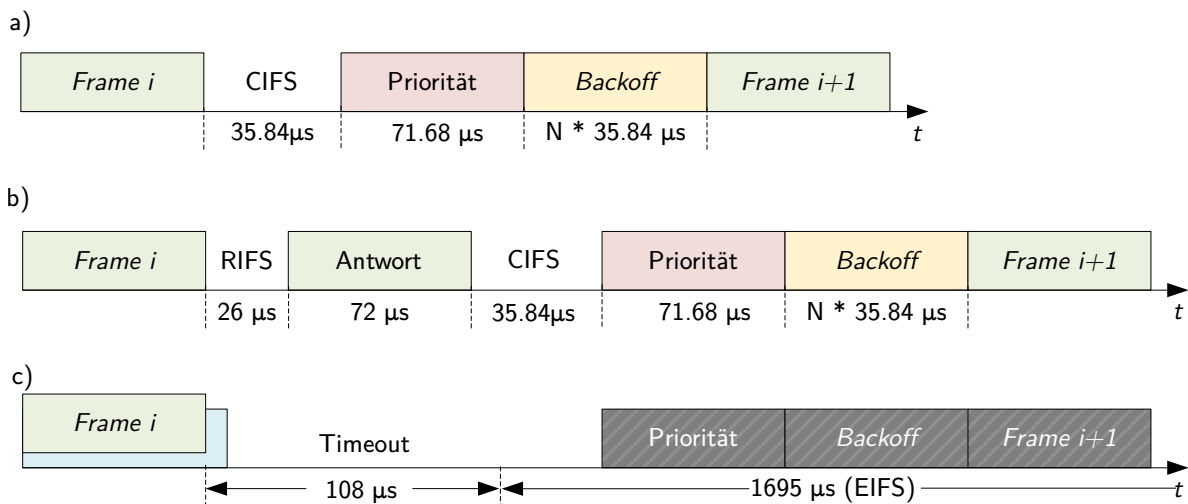 a)
Frame i CIFS Priorität Backoff Frame i+1
35.84µs 71.68 µs N * 35.84 µs t
b)
Frame i RIFS Antwort CIFS Priorität Backoff Frame i+1
26 µs 72 µs 35.84µs 71.68 µs N * 35.84 µs t
c)
Frame i Timeout Priorität Backoff Frame i+1
108 µs 1695 µs (EIFS) t